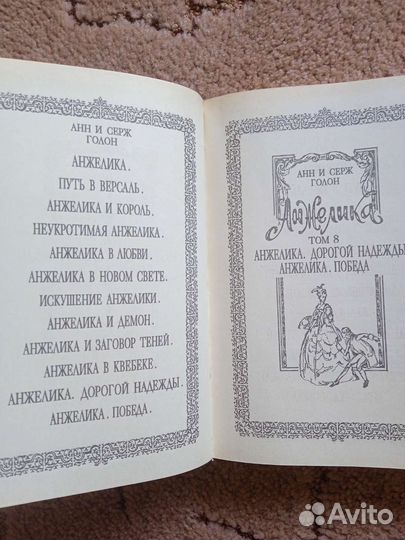 АНН И СЕРЖ
ГОЛОН
АНЖЕЛИКА.
ПУТЬ В ВЕРСАЛЬ.
АНЖЕЛИКА И КОРОЛЬ.
НЕУКРОТИМАЯ АНЖЕЛИКА.
АНЖЕЛИКА В ЛЮБВИ.
АНЖЕЛИКА В НОВОМ СВЕТЕ.
ИСКУШЕНИЕ АНЖЕЛИКИ.
АНЖЕЛИКА И ДЕМОН.
АНЖЕЛИКА И ЗАГОВОР ТЕНЕЙ.
АНЖЕЛИКА В КВЕБЕКЕ.
АНЖЕЛИКА. ДОРОГОЙ НАДЕЖДЫ.
АНЖЕЛИКА. ПОБЕДА.
АНН И СЕРЖ
ГОЛОН
Анжелика
ТОМ 8
АНЖЕЛИКА. ДОРОГОЙ НАДЕЖДЫ
АНЖЕЛИКА. ПОБЕДА
Avito